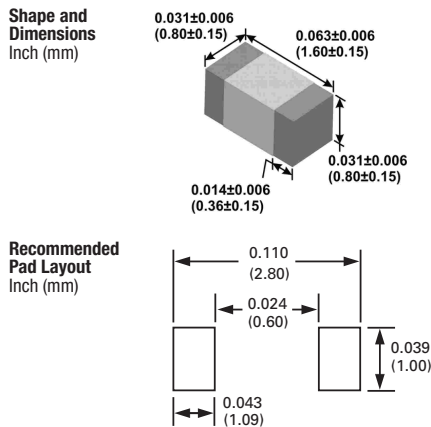 Shape and
Dimensions
Inch (mm)
0.031±0.006
(0.80±0.15)
0.063±0.006
(1.60±0.15)
0.031±0.006
(0.80±0.15)
0.014±0.006
(0.36±0.15)
Recommended
Pad Layout
Inch (mm)
0.110
(2.80)
0.024
(0.60)
0.039
(1.00)
0.043
(1.09)